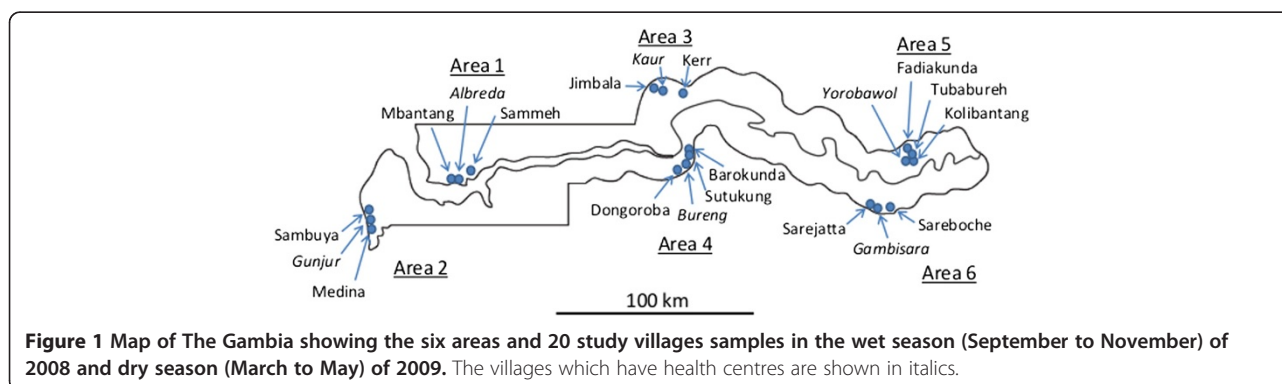 Area 3
Area 5
Kaur
Kerr
Fadiakunda
Area 1
Jimbala
Yorobawol
Tubabureh
Albreda
Kolibantang
Mbantang
Sammeh
Barokunda
Sutukung
Dongoroba
Bureng
Sarejatta
Sareboche
Sambuya
Gambisara
Gunjur
Area 4
Area 2
Area 6
Medina
100 km
Figure 1 Map of The Gambia showing the six areas and 20 study villages samples in the wet season (September to November) of
2008 and dry season (March to May) of 2009. The villages which have health centres are shown in italics.